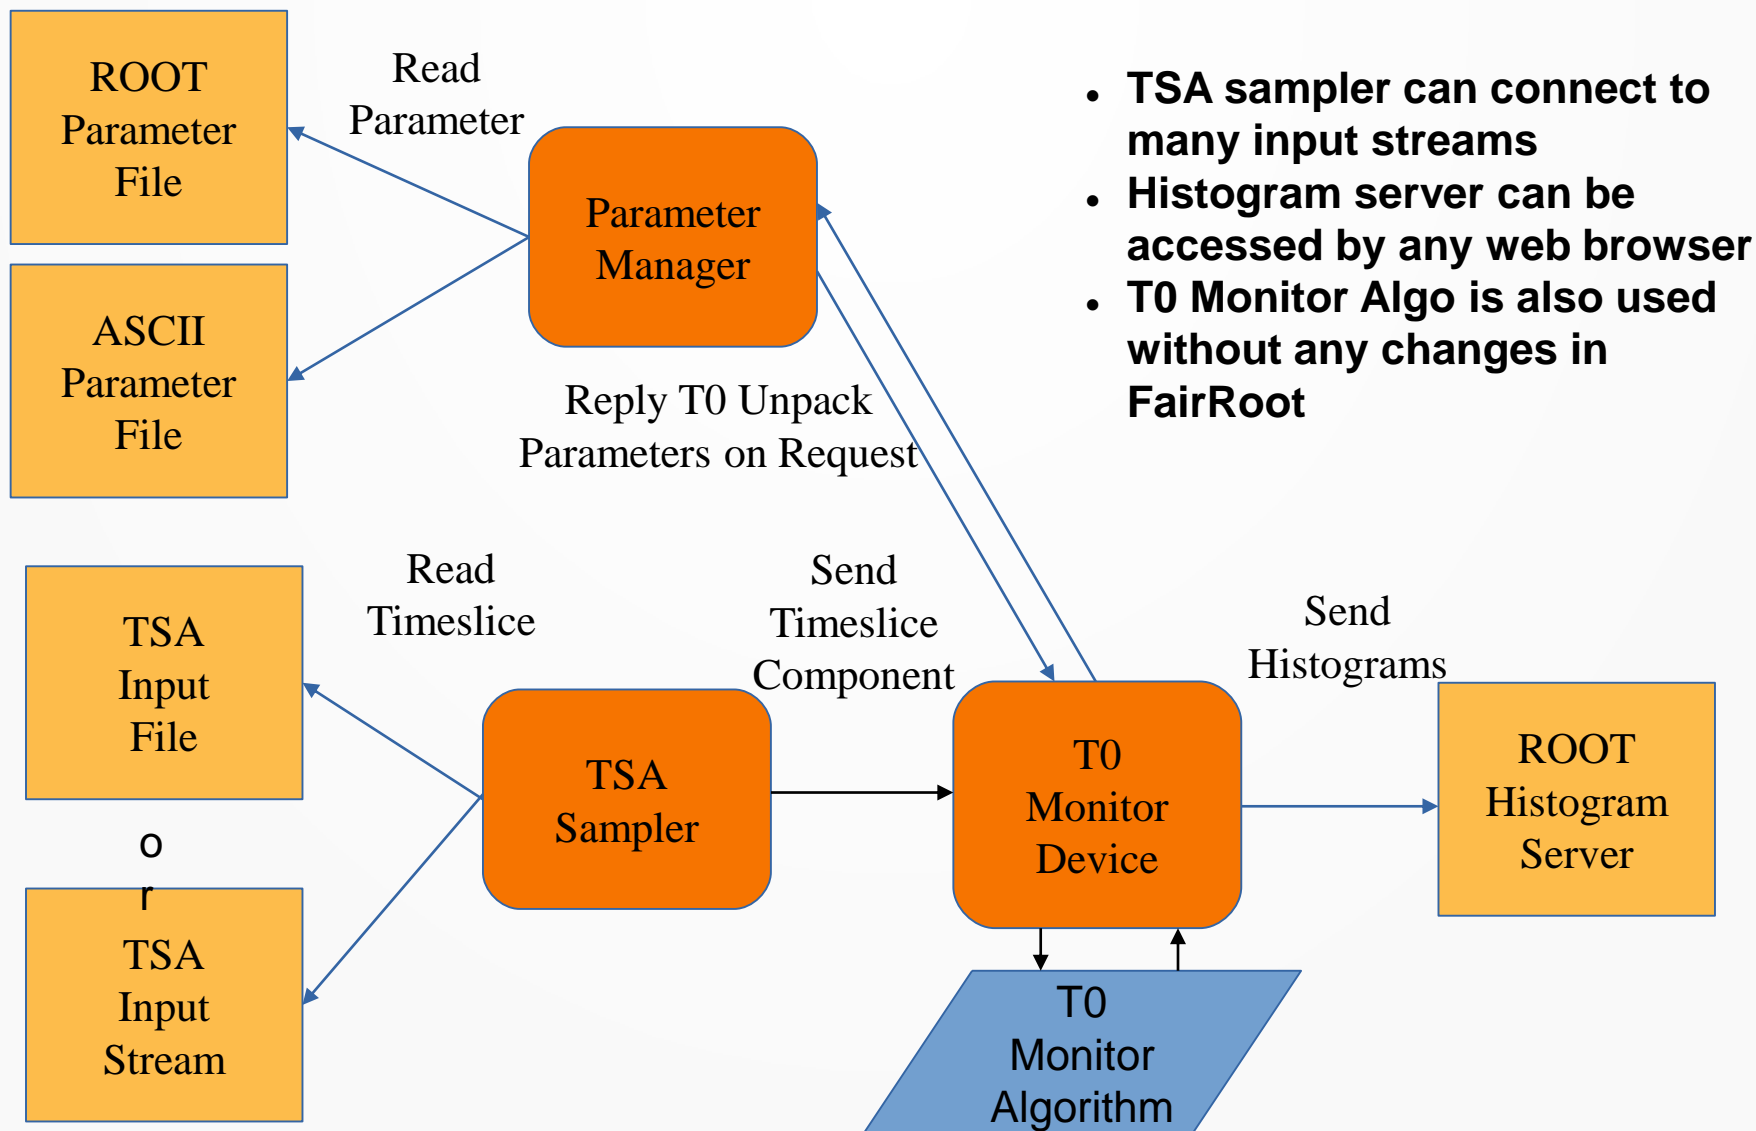 ROOT
Parameter
File
Read
Parameter
Parameter
Manager
• TSA sampler can connect to
many input streams
• Histogram server can be
accessed by any web browser
• T0 Monitor Algo is also used
without any changes in
FairRoot
ASCII
Parameter
File
Reply T0 Unpack
Parameters on Request
TSA
Input
File
Read
Timeslice
Send
Timeslice
Component
Send
Histograms
o
r
TSA
Input
Stream
TSA
Sampler
T0
Monitor
Device
ROOT
Histogram
Server
T0
Monitor
Algorithm